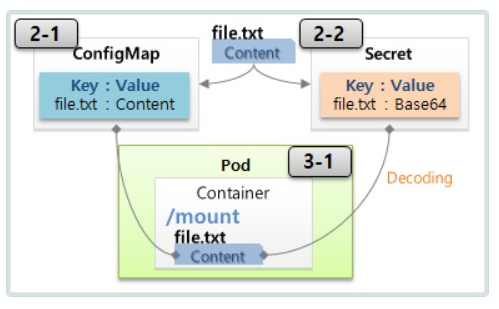 2-1
file.txt
2-2
ConfigMap
Content
Secret
Key : Value
file.txt : Content
Key : Value
file.txt : Base64
Pod
3-1
Decoding
Container
/mount
file.txt
Content